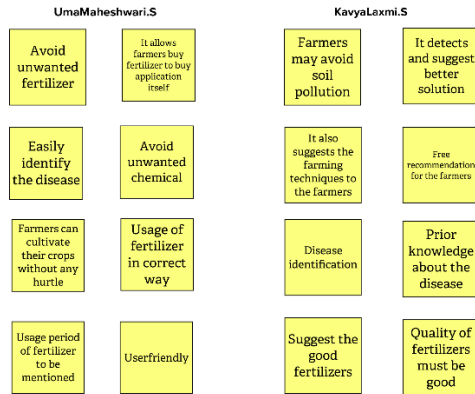 UmaMaheshwari.S
Avoid
unwanted
fertilizer
It allows
farmers buy
fertilizer to buy
application
itself
Easily
identify
the disease
Avoid
unwanted
chemical
Farmers can
cultivate
their crops
without any
hurtle
Usage of
fertilizer
in correct
way
Usage period
of fertilizer
to be
mentioned
Userfriendly
KavyaLaxmi.S
Farmers
may avoid
soil
pollution
It detects
and suggest
better
solution
It also
suggests the
farming
techniques to
the farmers
Free
recommendation
for the farmers
Disease
identification
Prior
knowledge
about the
disease
Suggest the
good
fertilizers
Quality of
fertilizers
must be
good